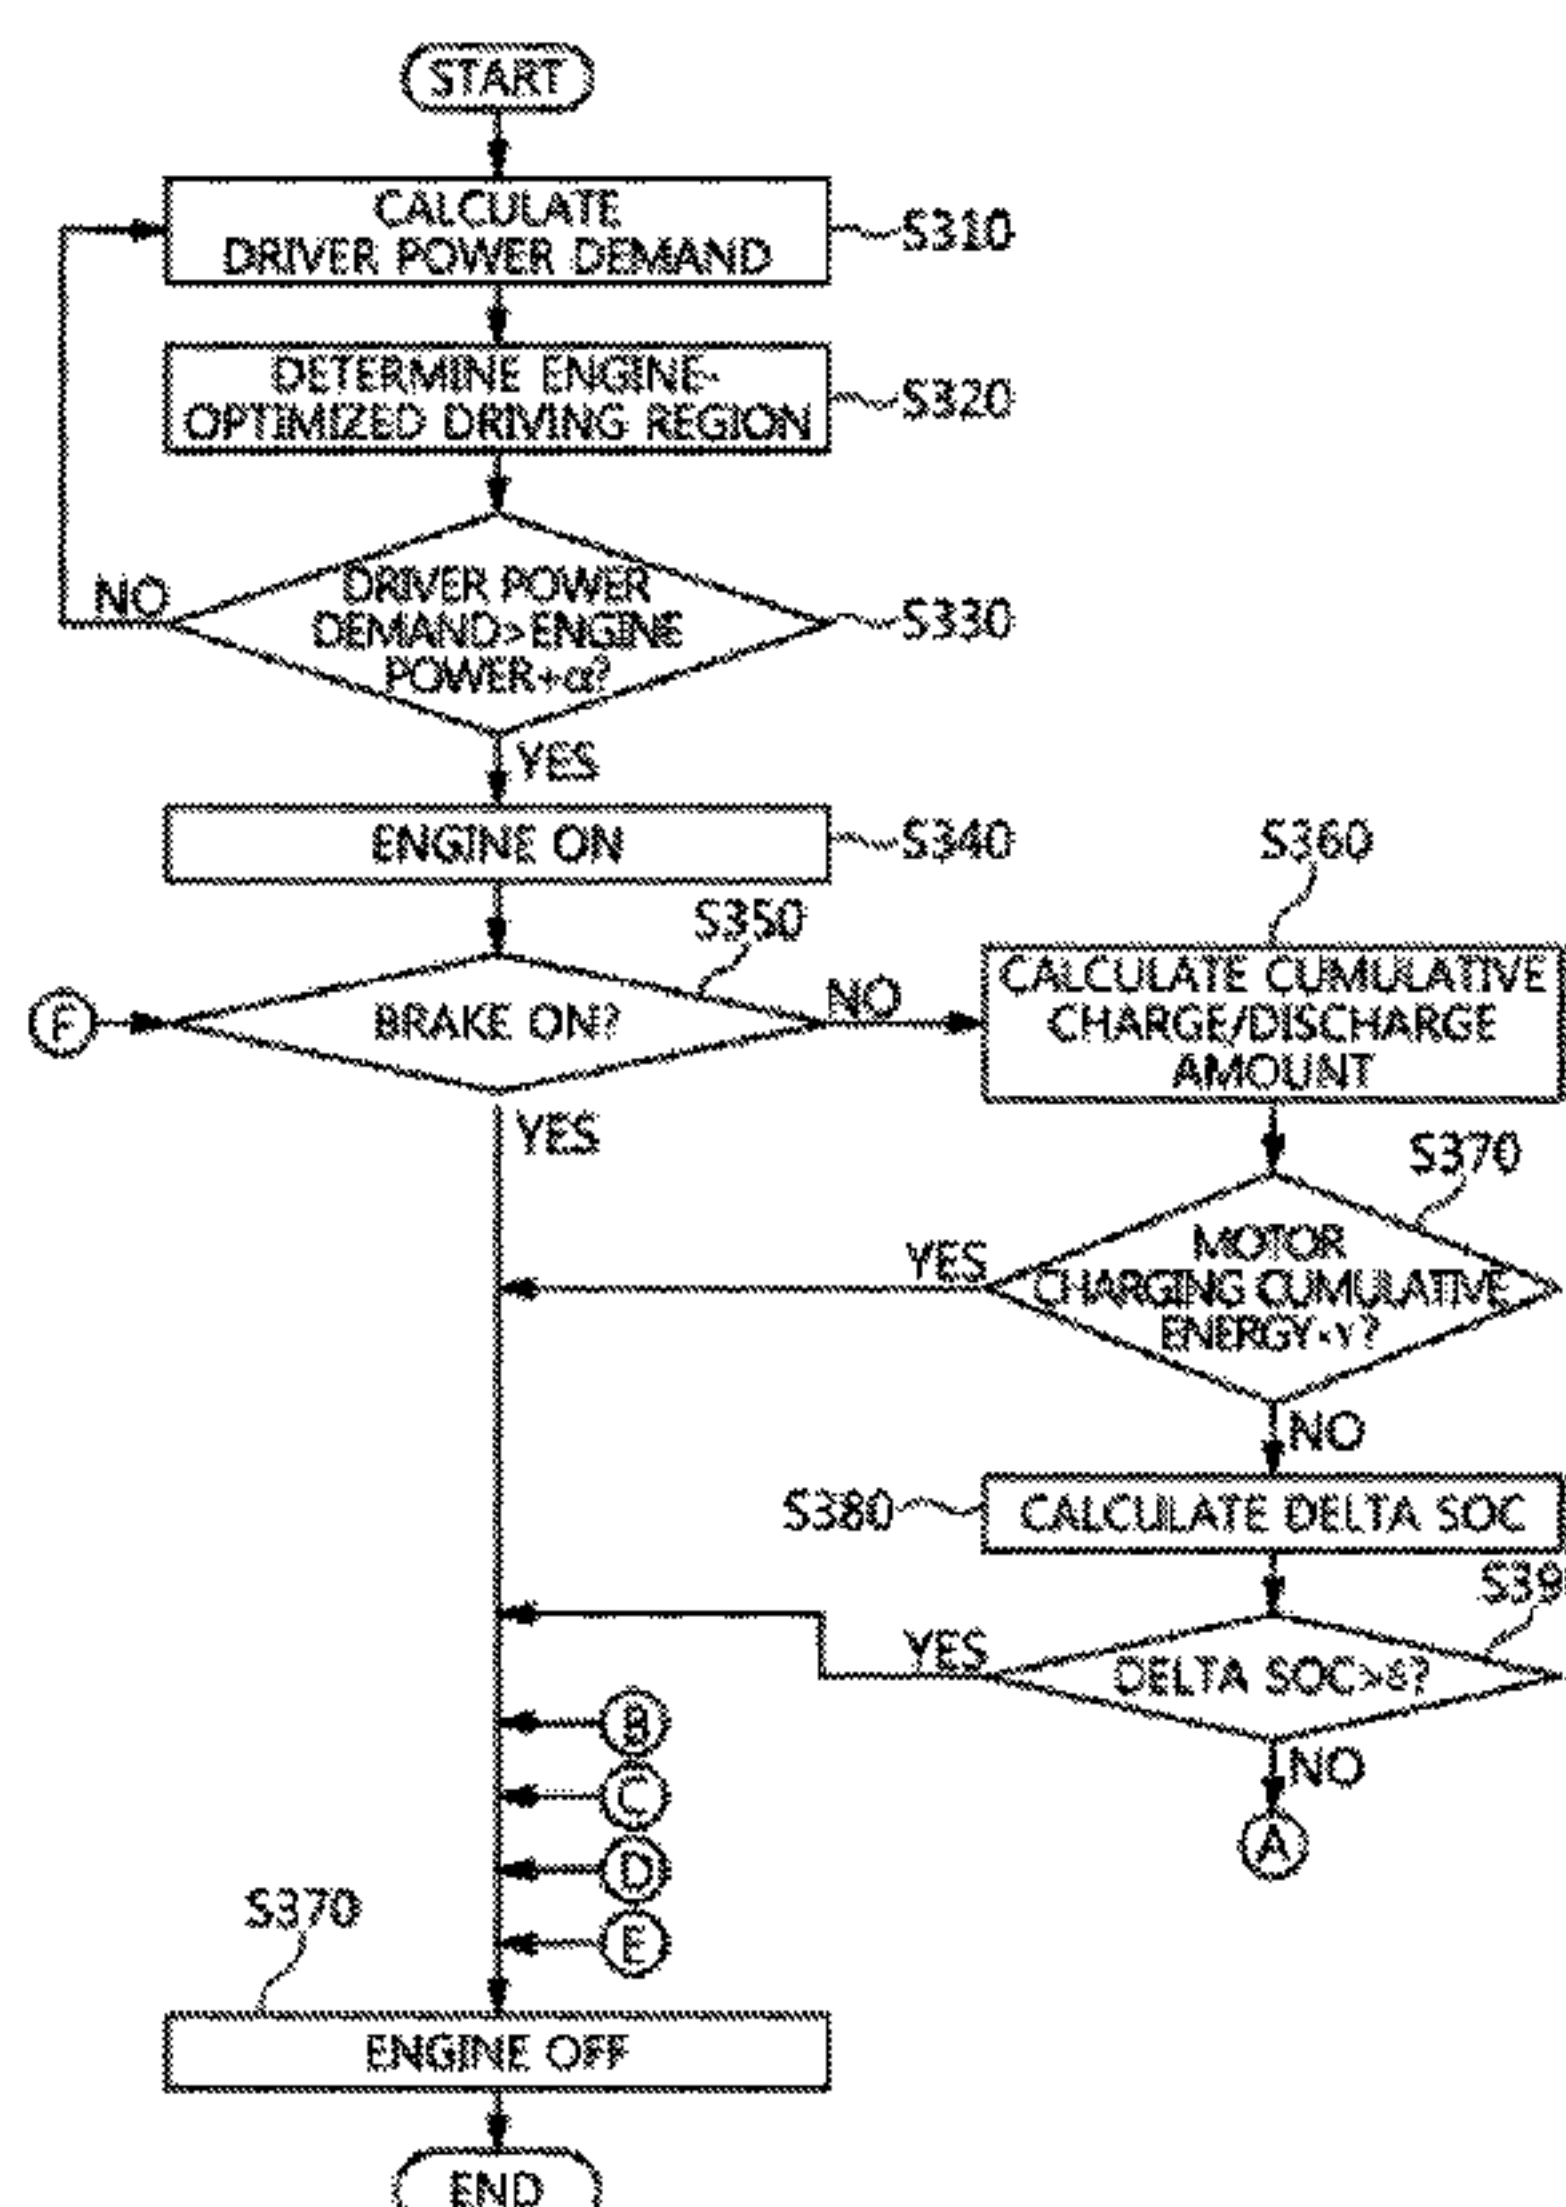 START
CALCULATE
DRIVER POWER DEMAND
S310
DETERMINE ENGINE-
OPTIMIZED DRIVING REGION
S320
DRIVER POWER
DEMAND>ENGINE
POWER+α?
S330
NO
YES
ENGINE ON
S340
S350
S360
F
BRAKE ON?
NO
CALCULATE CUMULATIVE
CHARGE/DISCHARGE
AMOUNT
YES
S370
MOTOR
CHARGING CUMULATIVE
YES
NO
S380
CALCULATE DELTA SOC
S39
YES
DELTA SOC>δ?
NO
A
B
C
D
E
S370
ENGINE OFF
END